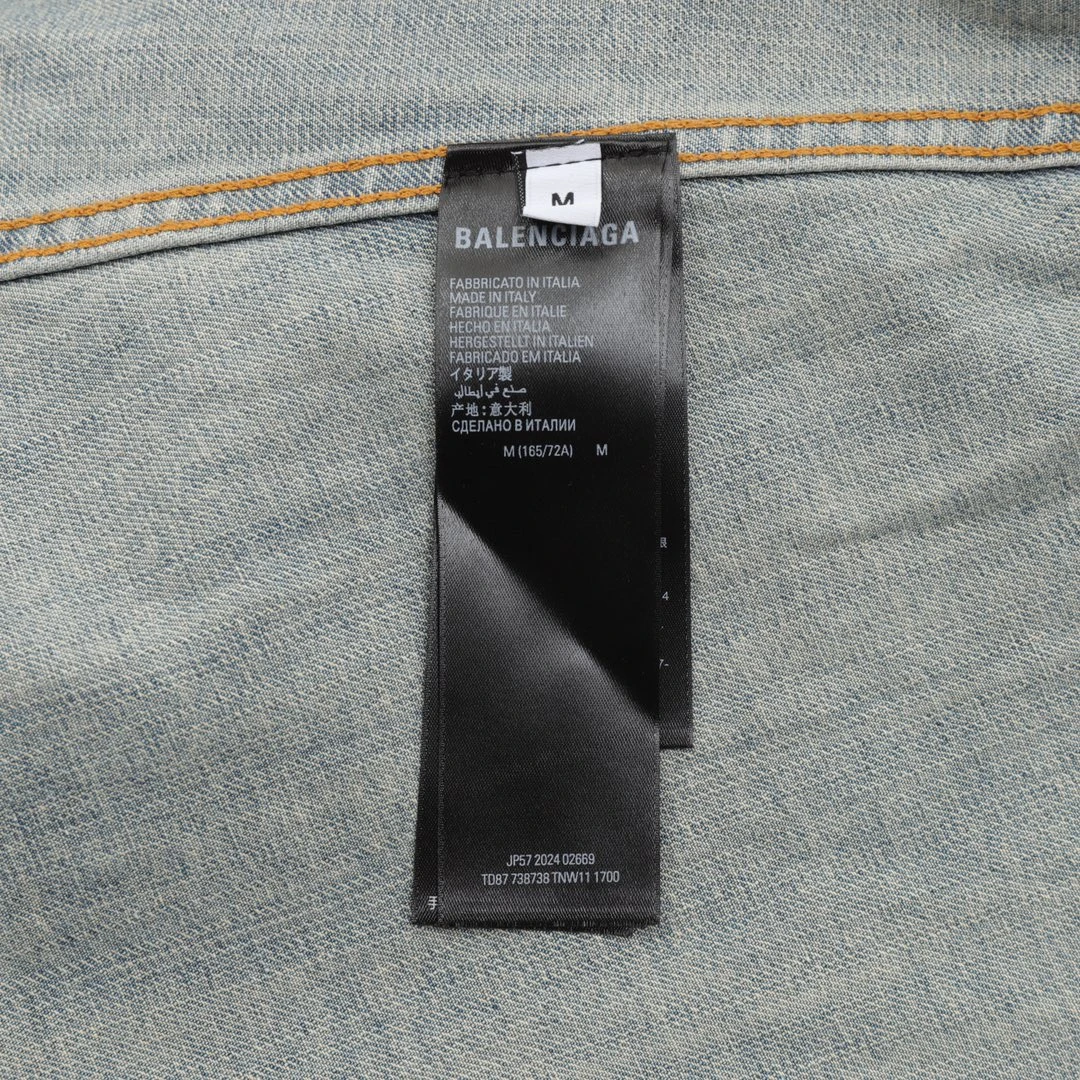 M
BALENCIAGA
FABBRICATO IN ITALIA
MADE IN ITALY
FABRIQUE EN ITALIE
HECHO EN ITALIA
HERGESTELLT IN ITALIEN
FABRICADO EM ITALIA
イタリア製
صنع في إيطاليا
产地：意大利
СДЕЛАНО В ИТАЛИИ
M (165/72A) M
4
7-
JP57 2024 02669
TD87 738738 TNW11 1700